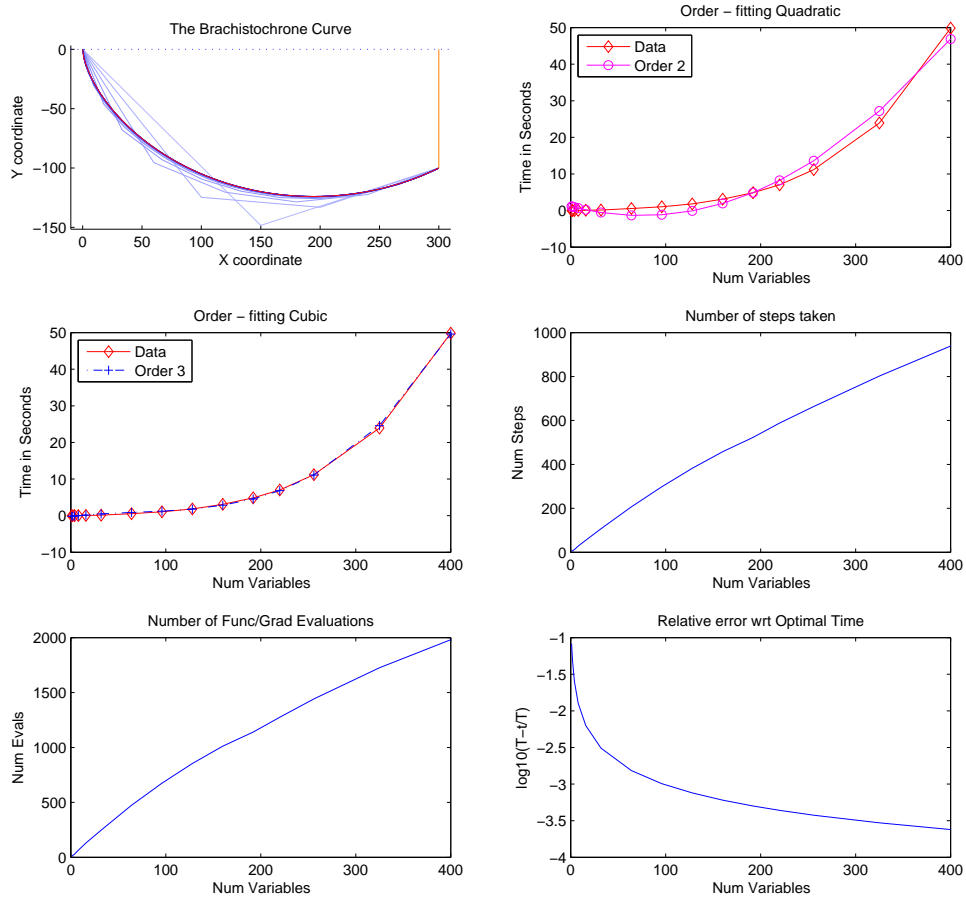 The Brachistochrone Curve
0
−50
−100
−150
0 50 100 150 200 250 300
X coordinate
Y coordinate
Order − fitting Quadratic
Data
Order 2
50
40
30
20
10
0
−10
0 100 200 300 400
Num Variables
Time in Seconds
Order − fitting Cubic
Data
Order 3
50
40
30
20
10
0
−10
0 100 200 300 400
Num Variables
Time in Seconds
Number of steps taken
1000
800
600
400
200
0
0 100 200 300 400
Num Variables
Num Steps
Number of Func/Grad Evaluations
2000
1500
1000
500
0
0 100 200 300 400
Num Variables
Num Evals
Relative error wrt Optimal Time
−1
−1.5
−2
−2.5
−3
−3.5
−4
0 100 200 300 400
Num Variables
log10(T−t/T)